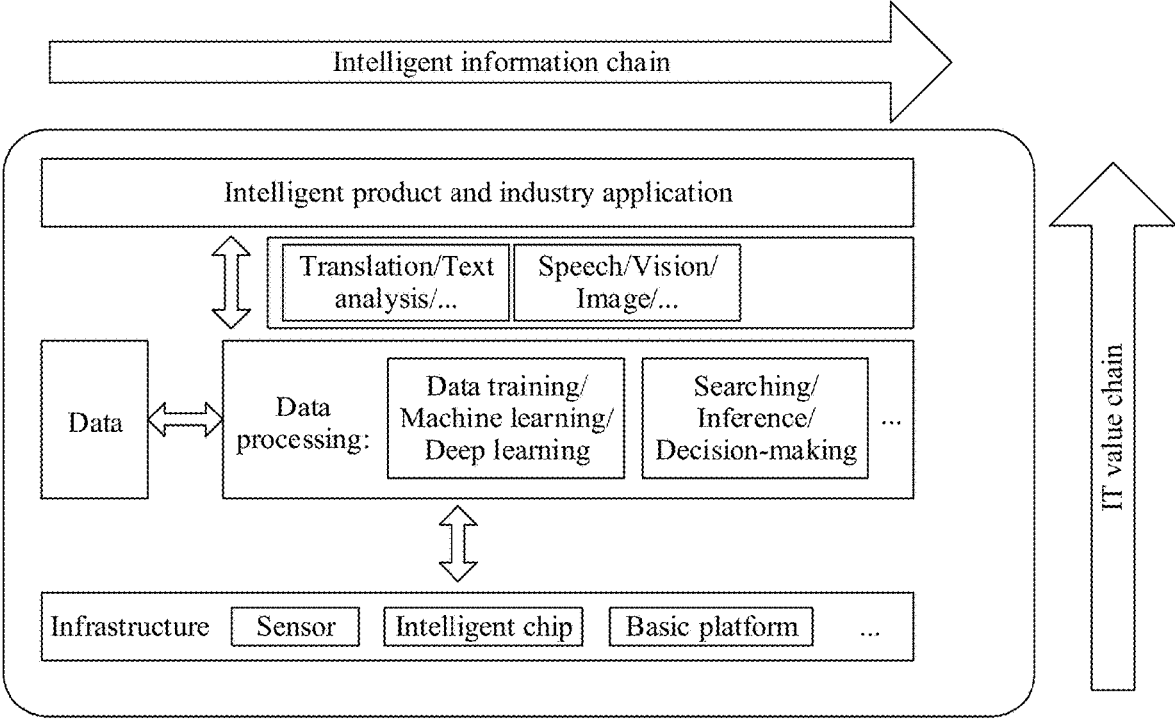 Intelligent information chain
Intelligent product and industry application
Translation/Text
analysis/...
Speech/Vision/
Image/...
Data
Data
processing:
Data training/
Machine learning/
Deep learning
Searching/
Inference/
Decision-making
...
Infrastructure
Sensor
Intelligent chip
Basic platform
...
IT value chain